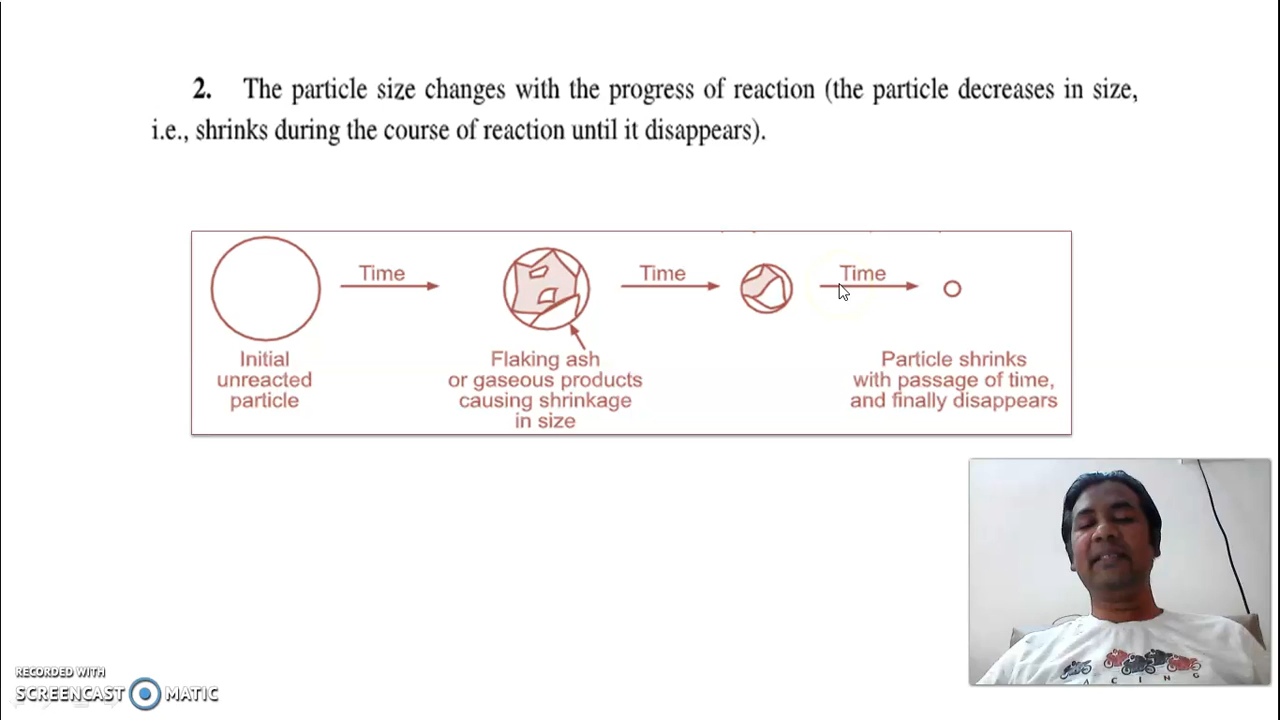 2. The particle size changes with the progress of reaction (the particle decreases in size,
i.e., shrinks during the course of reaction until it disappears).
Time
Time
Time
Initial
unreacted
particle
Flaking ash
or gaseous products
causing shrinkage
in size
Particle shrinks
with passage of time,
and finally disappears
A C I N G
RECORDED WITH
SCREENCAST MATIC